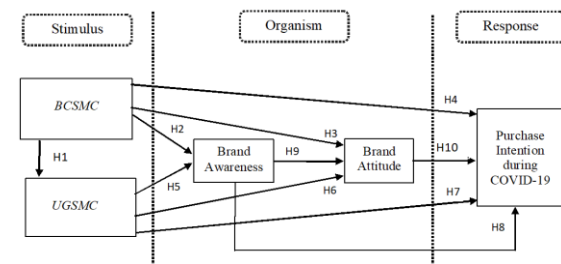 Stimulus
Organism
Response
BCSMC
H4
H2
H3
H1
Brand
Awareness
H9
Brand
Attitude
H10
Purchase
Intention
during
COVID-19
H5
H6
UGSMC
H7
H8